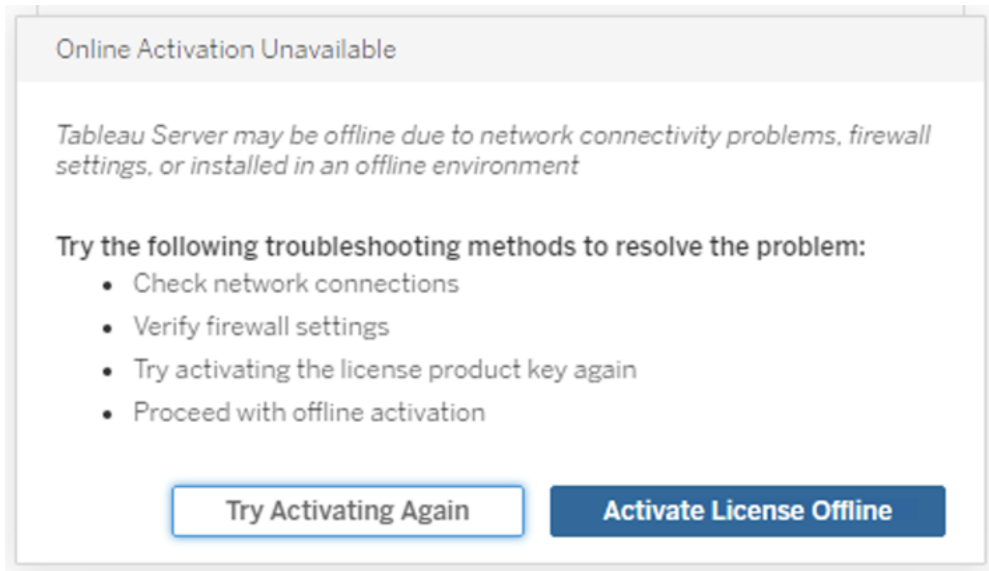 Online Activation Unavailable
Tableau Server may be offline due to network connectivity problems, firewall
settings, or installed in an offline environment
Try the following troubleshooting methods to resolve the problem:
• Check network connections
• Verify firewall settings
• Try activating the license product key again
• Proceed with offline activation
Try Activating Again
Activate License Offline